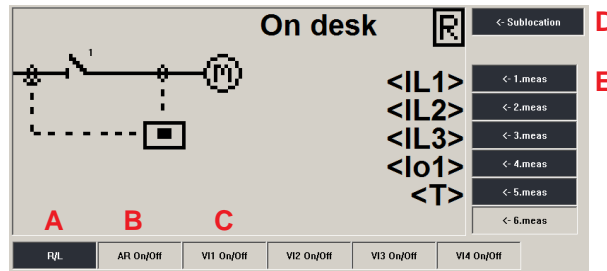 On desk R <- Sublocation D
1
M
<IL1> <- 1.meas
<IL2> <- 2.meas
<IL3> <- 3.meas
<Io1> <- 4.meas
<T> <- 5.meas
A B C <- 6.meas
R/L AR On/Off VI1 On/Off VI2 On/Off VI3 On/Off VI4 On/Off